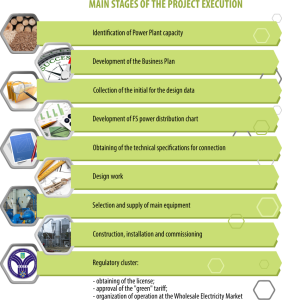 MAIN STAGES OF THE PROJECT EXECUTION
Identification of Power Plant capacity
SUCCESS
Development of the Business Plan
Collection of the initial for the design data
Development of FS power distribution chart
Obtaining of the technical specifications for connection
Design work
Selection and supply of main equipment
Construction, installation and commissioning
Regulatory cluster:
- obtaining of the license;
- approval of the "green" tariff;
- organization of operation at the Wholesale Electricity Market